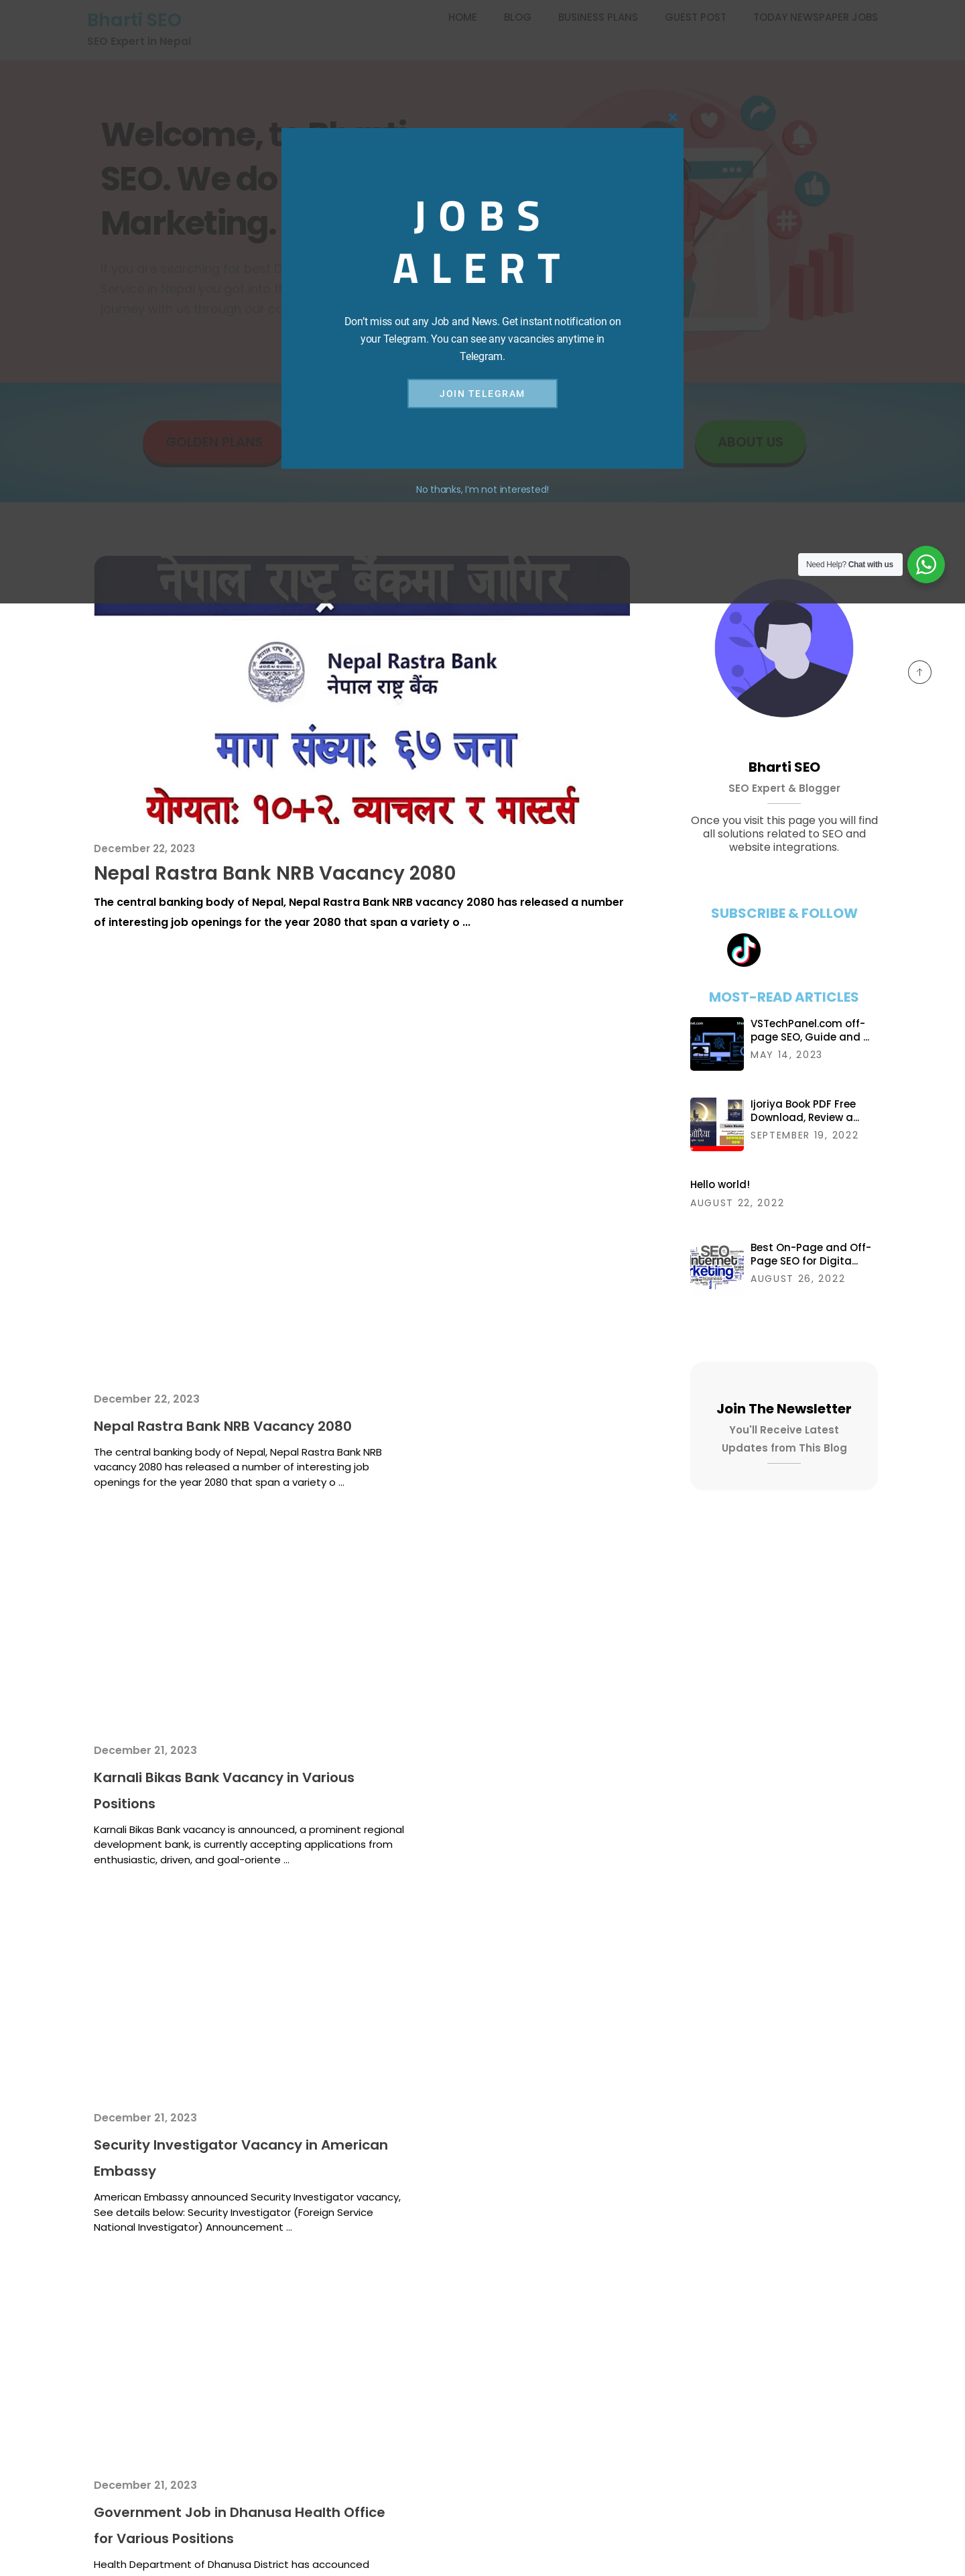 Bharti SEO
SEO Expert In Nepal
HOME
BLOG
BUSINESS PLANS
GUEST POST
TODAY NEWSPAPER JOBS
Welcome, to Bharti
SEO. We do
Marketing.
If you are searching for best D
Service in Nepal you got into t
journey with us through our co
×
JOBS
ALERT
Don’t miss out any Job and News. Get instant notification on
your Telegram. You can see any vacancies anytime in
Telegram.
JOIN TELEGRAM
GOLDEN PLANS
ABOUT US
No thanks, I’m not interested!
Need Help? Chat with us
नेपाल राष्ट्र बैंकमा जागिर
Nepal Rastra Bank
नेपाल राष्ट्र बैंक
माग संख्याः ६७ जना
योग्यताः १०+२, व्याचलर र मास्टर्स
December 22, 2023
Nepal Rastra Bank NRB Vacancy 2080
The central banking body of Nepal, Nepal Rastra Bank NRB vacancy 2080 has released a number
of interesting job openings for the year 2080 that span a variety o ...
Bharti SEO
SEO Expert & Blogger
Once you visit this page you will find
all solutions related to SEO and
website integrations.
SUBSCRIBE & FOLLOW
MOST-READ ARTICLES
VSTechPanel.com off-
page SEO, Guide and ...
MAY 14, 2023
Ijoriya Book PDF Free
Download, Review a...
SEPTEMBER 19, 2022
Hello world!
AUGUST 22, 2022
SEO
internet
rketing
Best On-Page and Off-
Page SEO for Digita...
AUGUST 26, 2022
Join The Newsletter
You'll Receive Latest
Updates from This Blog
December 22, 2023
Nepal Rastra Bank NRB Vacancy 2080
The central banking body of Nepal, Nepal Rastra Bank NRB
vacancy 2080 has released a number of interesting job
openings for the year 2080 that span a variety o ...
December 21, 2023
Karnali Bikas Bank Vacancy in Various
Positions
Karnali Bikas Bank vacancy is announced, a prominent regional
development bank, is currently accepting applications from
enthusiastic, driven, and goal-oriente ...
December 21, 2023
Security Investigator Vacancy in American
Embassy
American Embassy announced Security Investigator vacancy,
See details below: Security Investigator (Foreign Service
National Investigator) Announcement ...
December 21, 2023
Government Job in Dhanusa Health Office
for Various Positions
Health Department of Dhanusa District has accounced